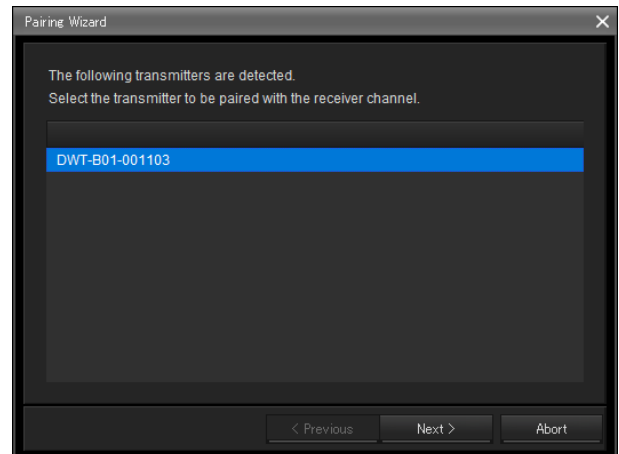 Pairing Wizard
The following transmitters are detected.
Select the transmitter to be paired with the receiver channel.
DWT-B01-001103
< Previous
Next >
Abort